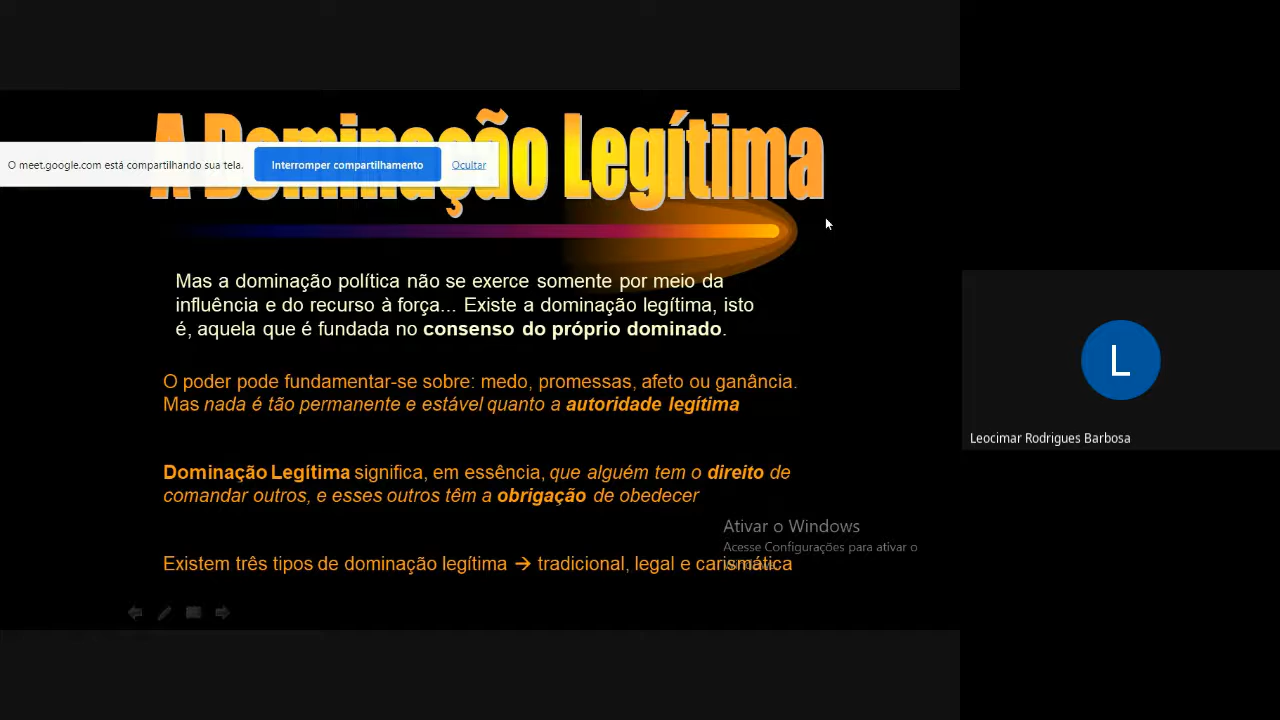 A Dominação Legítima
O meet.google.com está compartilhando sua tela.
Interromper compartilhamento
Ocultar
Mas a dominação política não se exerce somente por meio da
influência e do recurso à força... Existe a dominação legítima, isto
é, aquela que é fundada no consenso do próprio dominado.
O poder pode fundamentar-se sobre: medo, promessas, afeto ou ganância.
Mas nada é tão permanente e estável quanto a autoridade legítima
Dominação Legítima significa, em essência, que alguém tem o direito de
comandar outros, e esses outros têm a obrigação de obedecer
Existem três tipos de dominação legítima → tradicional, legal e carismática
Ativar o Windows
Acesse Configurações para ativar o
L
Leocimar Rodrigues Barbosa